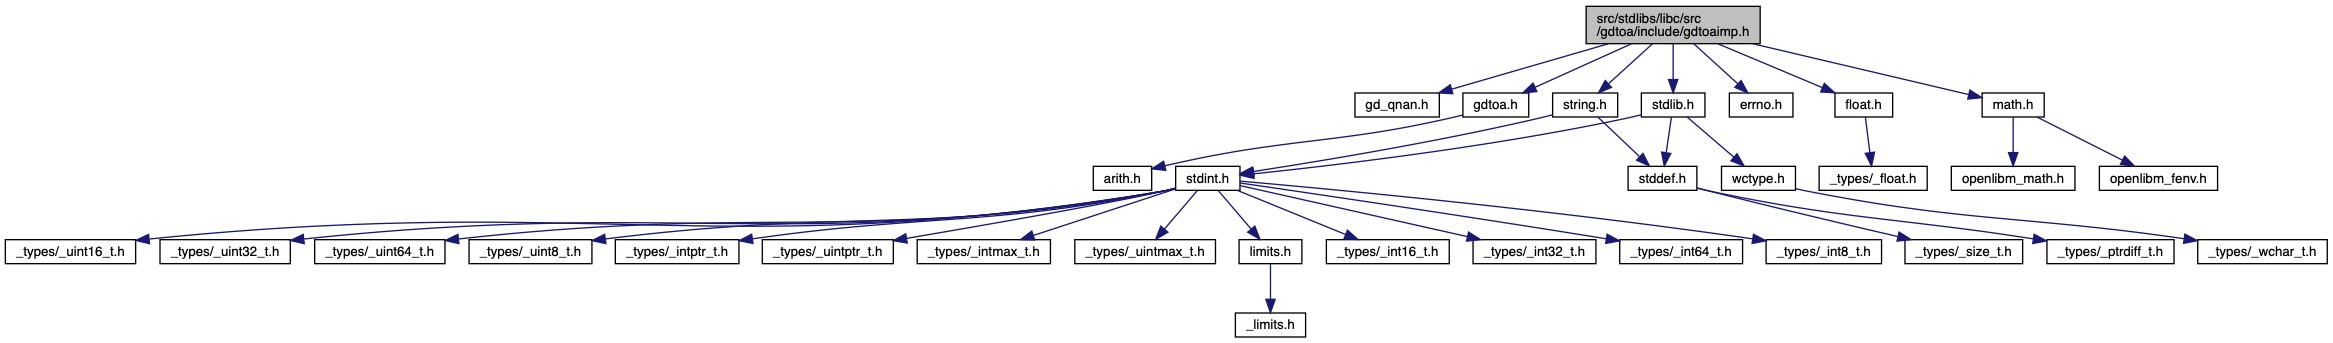 src/stdlibs/libc/src
/gdtoa/include/gdtoaimp.h
gd_qnan.h
gdtoa.h
string.h
stdlib.h
errno.h
float.h
math.h
arith.h
stdint.h
stddef.h
wctype.h
_types/_float.h
openlibm_math.h
openlibm_fenv.h
_types/_uint16_t.h
_types/_uint32_t.h
_types/_uint64_t.h
_types/_uint8_t.h
_types/_intptr_t.h
_types/_uintptr_t.h
_types/_intmax_t.h
_types/_uintmax_t.h
limits.h
_types/_int16_t.h
_types/_int32_t.h
_types/_int64_t.h
_types/_int8_t.h
_types/_size_t.h
_types/_ptrdiff_t.h
_types/_wchar_t.h
_limits.h